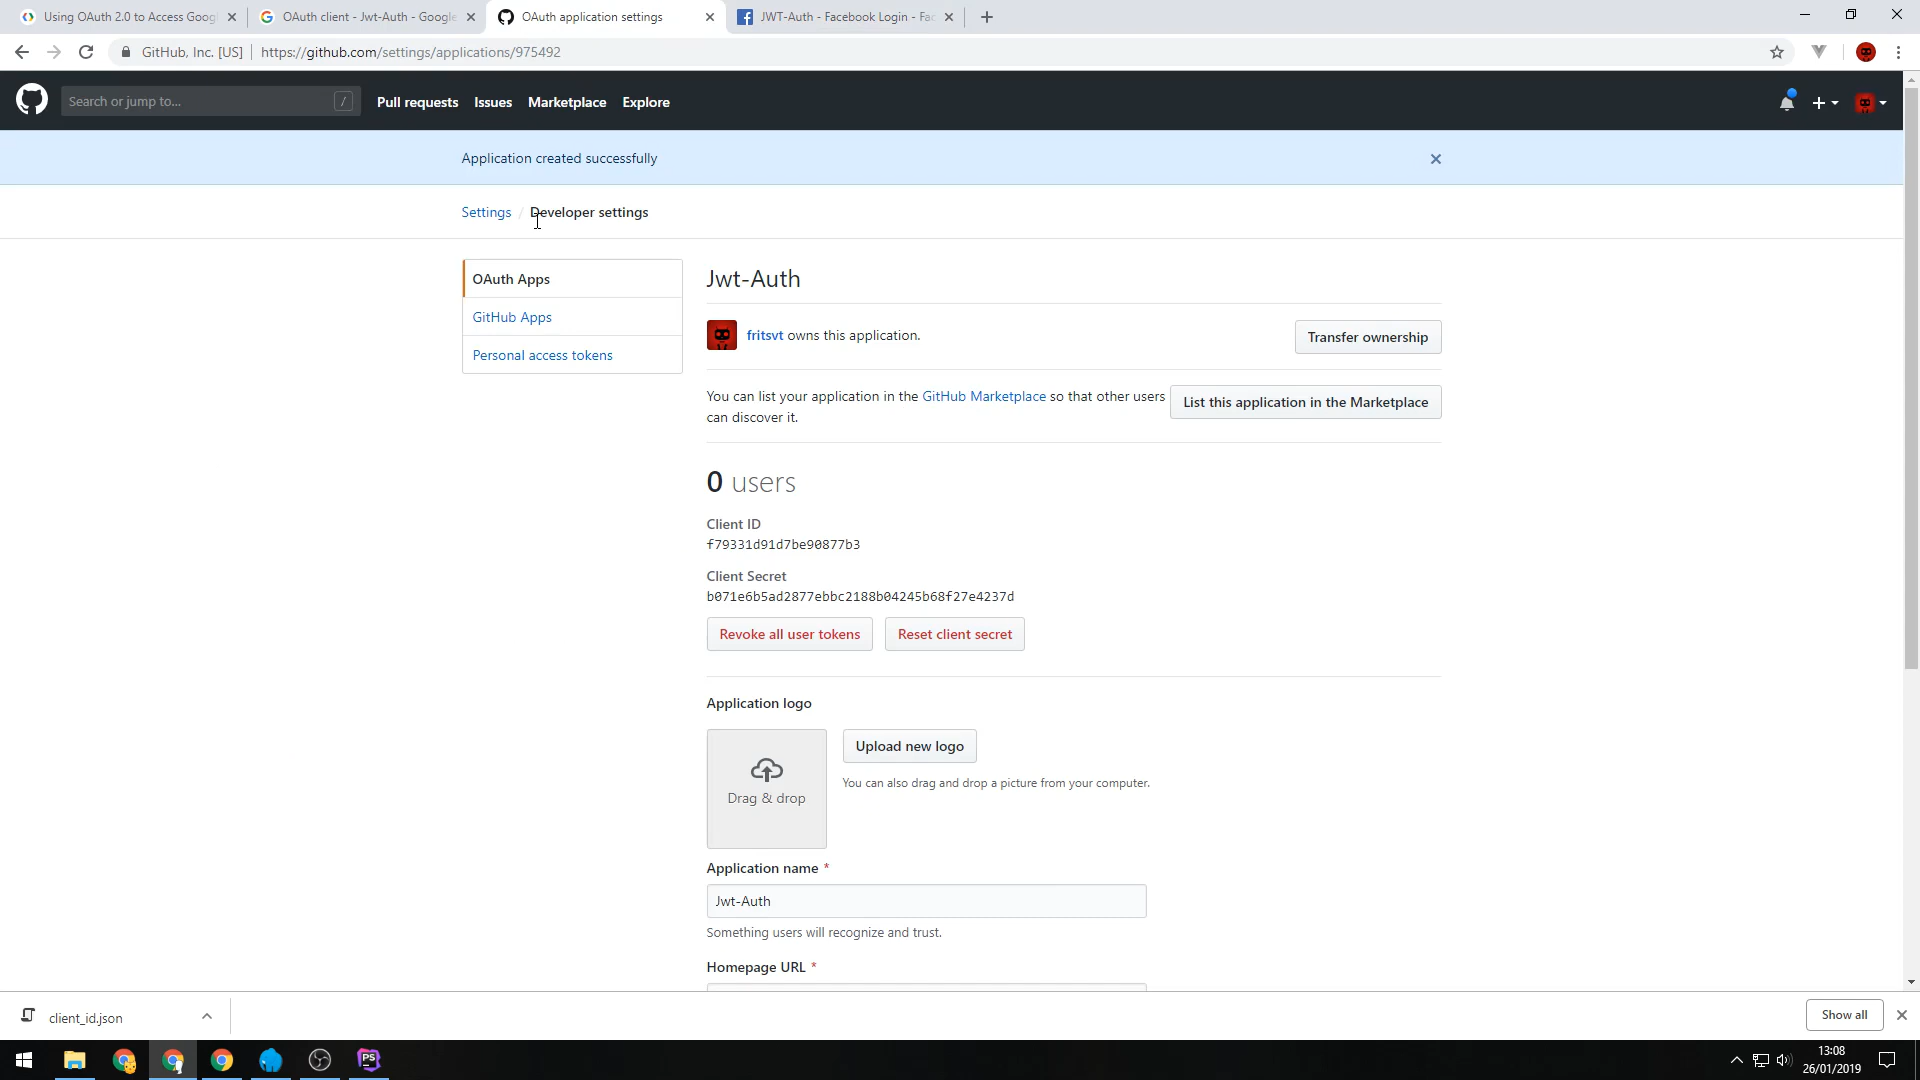 Using OAuth 2.0 to Access Goog
OAuth client - Jwt-Auth - Google
OAuth application settings
JWT-Auth - Facebook Login - Fac
GitHub, Inc. [US]
https://github.com/settings/applications/975492
Search or jump to...
/
Pull requests
Issues
Marketplace
Explore
Application created successfully
Settings / Developer settings
OAuth Apps
GitHub Apps
Personal access tokens
Jwt-Auth
fritsvt owns this application.
Transfer ownership
You can list your application in the GitHub Marketplace so that other users
can discover it.
List this application in the Marketplace
0 users
Client ID
f79331d91d7be90877b3
Client Secret
b071e6b5ad2877ebbc2188b04245b68f27e4237d
Revoke all user tokens
Reset client secret
Application logo
Drag & drop
Upload new logo
You can also drag and drop a picture from your computer.
Application name *
Jwt-Auth
Something users will recognize and trust.
Homepage URL *
client_id.json
Show all
PS
13:08
26/01/2019